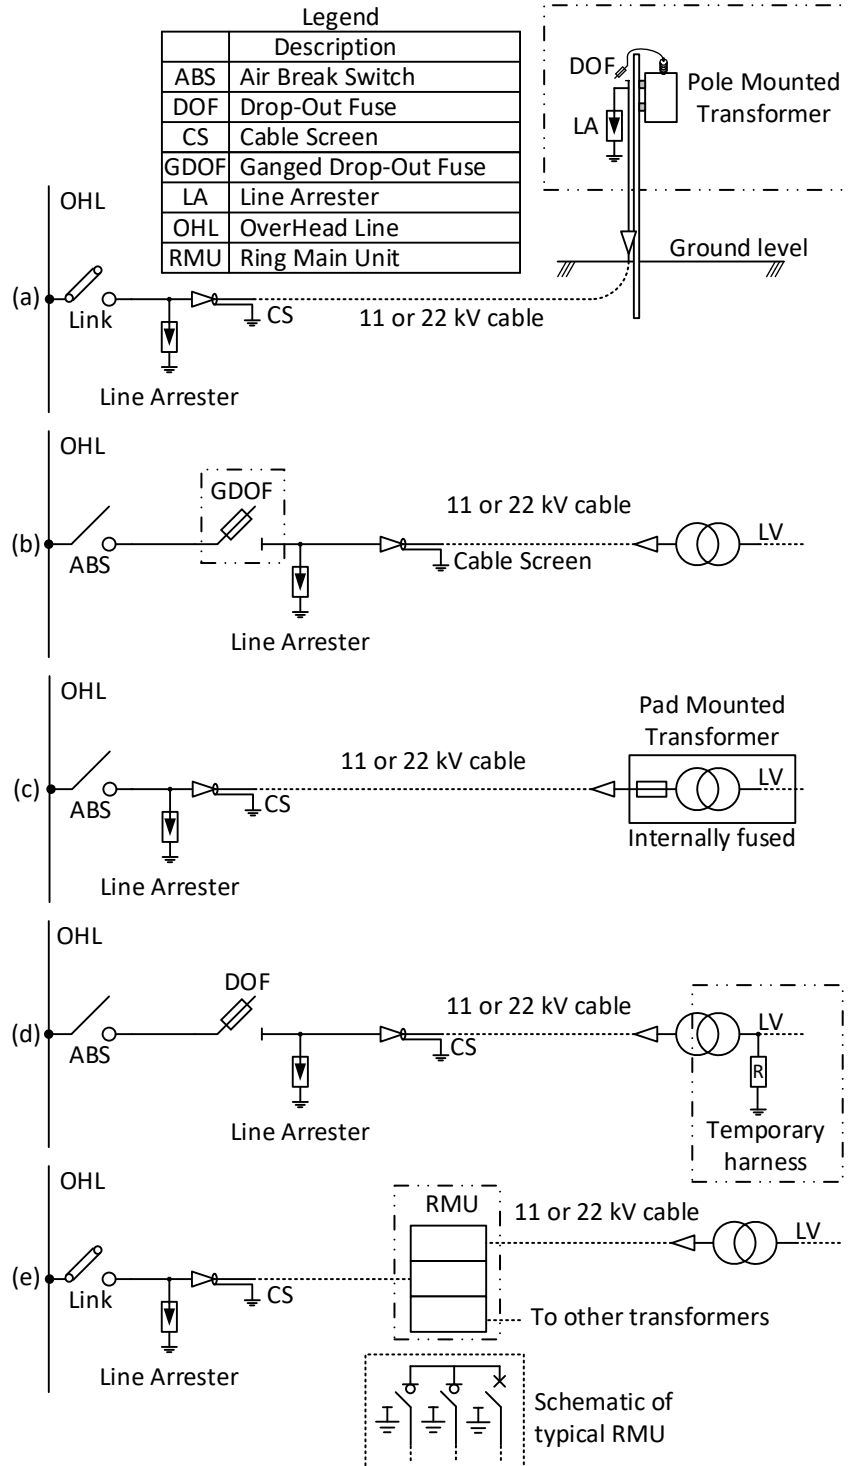 Legend
Description
ABS Air Break Switch
DOF Drop-Out Fuse
CS Cable Screen
GDOF Ganged Drop-Out Fuse
LA Line Arrester
OHL OverHead Line
RMU Ring Main Unit
DOF
LA
Pole Mounted
Transformer
Ground level
OHL
(a)
Link
CS
11 or 22 kV cable
Line Arrester
OHL
GDOF
11 or 22 kV cable
(b)
ABS
Cable Screen
LV
Line Arrester
OHL
Pad Mounted
Transformer
11 or 22 kV cable
(c)
ABS
CS
LV
Internally fused
Line Arrester
OHL
DOF
11 or 22 kV cable
(d)
ABS
CS
LV
R
Line Arrester
Temporary
harness
OHL
RMU
11 or 22 kV cable
LV
(e)
Link
CS
To other transformers
Line Arrester
Schematic of
typical RMU